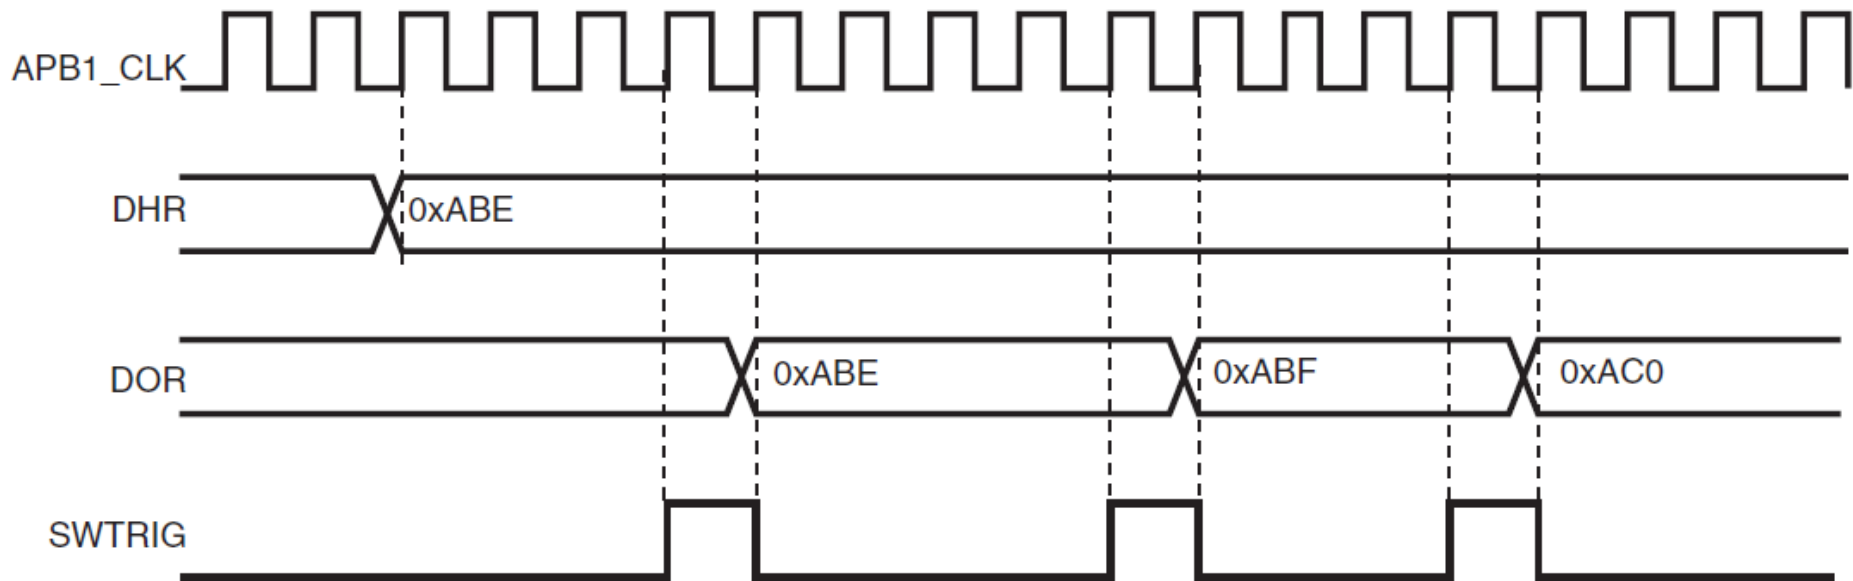 APB1_CLK
DHR
0xABE
DOR
0xABE
0xABF
0xAC0
SWTRIG